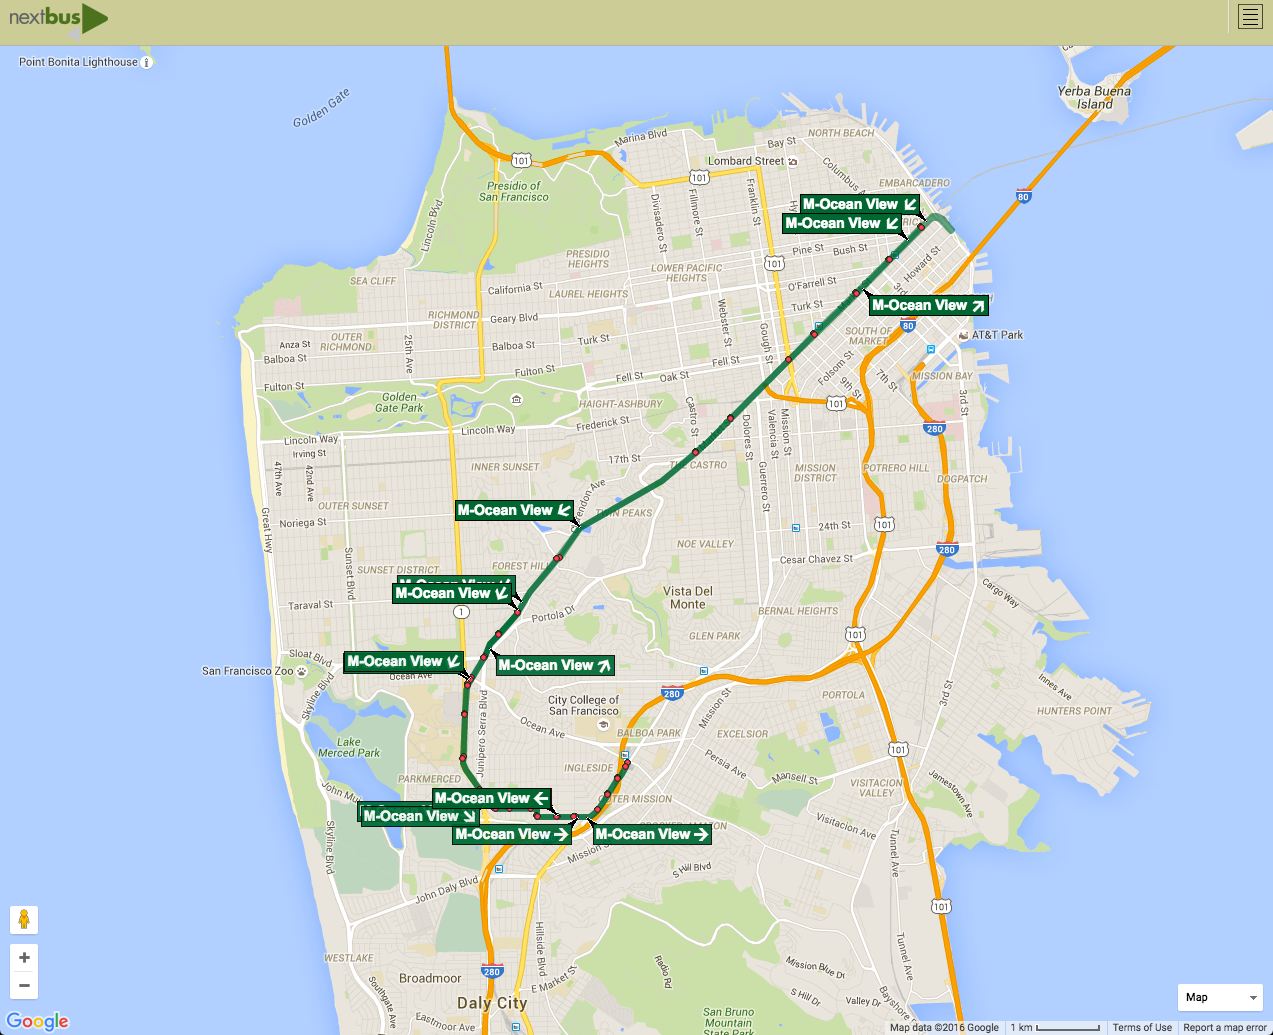 nextbus
Point Bonita Lighthouse
Golden Gate
Yerba Buena
Island
NORTH BEACH
Marina Blvd
Bay St
101
101
Lombard Street
Columbus Ave
EMBARCADERO
Presidio of
San Francisco
Lincoln Blvd
Divisadero St
Fillmore St
Franklin St
80
M-Ocean View
M-Ocean View
Pine St
Bush St
Howard St
PRESIDIO
HEIGHTS
LOWER PACIFIC
HEIGHTS
101
SEA CLIFF
California St
LAUREL HEIGHTS
O'Farrell St
Turk St
M-Ocean View
RICHMOND
DISTRICT
Geary Blvd
Webster St
Gough St
SOUTH OF
MARKET
80
AT&T Park
OUTER
RICHMOND
Anza St
Balboa St
25th Ave
Balboa St
Turk St
Fulton St
Fulton St
Fell St
Oak St
Fell St
Folsom St
9th St
7th St
MISSION BAY
3rd St
Golden
Gate Park
HAIGHT-ASHBURY
Castro St
101
280
Lincoln Way
Irving St
Lincoln Way
Frederick St
Dolores St
Valencia St
Mission St
17th St
THE CASTRO
INNER SUNSET
47th Ave
42nd Ave
Guerrero St
MISSION
DISTRICT
POTRERO HILL
DOGPATCH
OUTER SUNSET
Great Hwy
Noriega St
M-Ocean View
TWIN PEAKS
24th St
101
NOE VALLEY
280
Cesar Chavez St
SUNSET DISTRICT
Sunset Blvd
FOREST HILL
M-Ocean View
Taraval St
1
Portola Dr
Vista Del
Monte
BERNAL HEIGHTS
Cargo Way
GLEN PARK
101
Sloat Blvd
San Francisco Zoo
Ocean Ave
M-Ocean View
M-Ocean View
Skyline Blvd
Junipero Serra Blvd
City College of
San Francisco
280
Mission St
PORTOLA
3rd St
Innes Ave
HUNTERS POINT
Lake
Merced Park
Ocean Ave
BALBOA PARK
EXCELSIOR
101
PARKMERCED
INGLESIDE
Persia Ave
Mansell St
VISITACION
VALLEY
Jamestown Ave
M-Ocean View
OUTER MISSION
M-Ocean View
M-Ocean View
M-Ocean View
Visitacion Ave
Skyline Blvd
John Daly Blvd
S Hill Blvd
Tunnel Ave
101
WESTLAKE
Hillside Blvd
Broadmoor
280
E Market St
Radio Rd
Mission Blue Dr
Tunnel Ave
Southgate Ave
Daly City
S Hill Dr
Valley Dr
Bayshore
Eastmoor Ave
San Bruno
Mountain
State Park
Map
Google
Map data ©2016 Google
1 km
Terms of Use
Report a map error